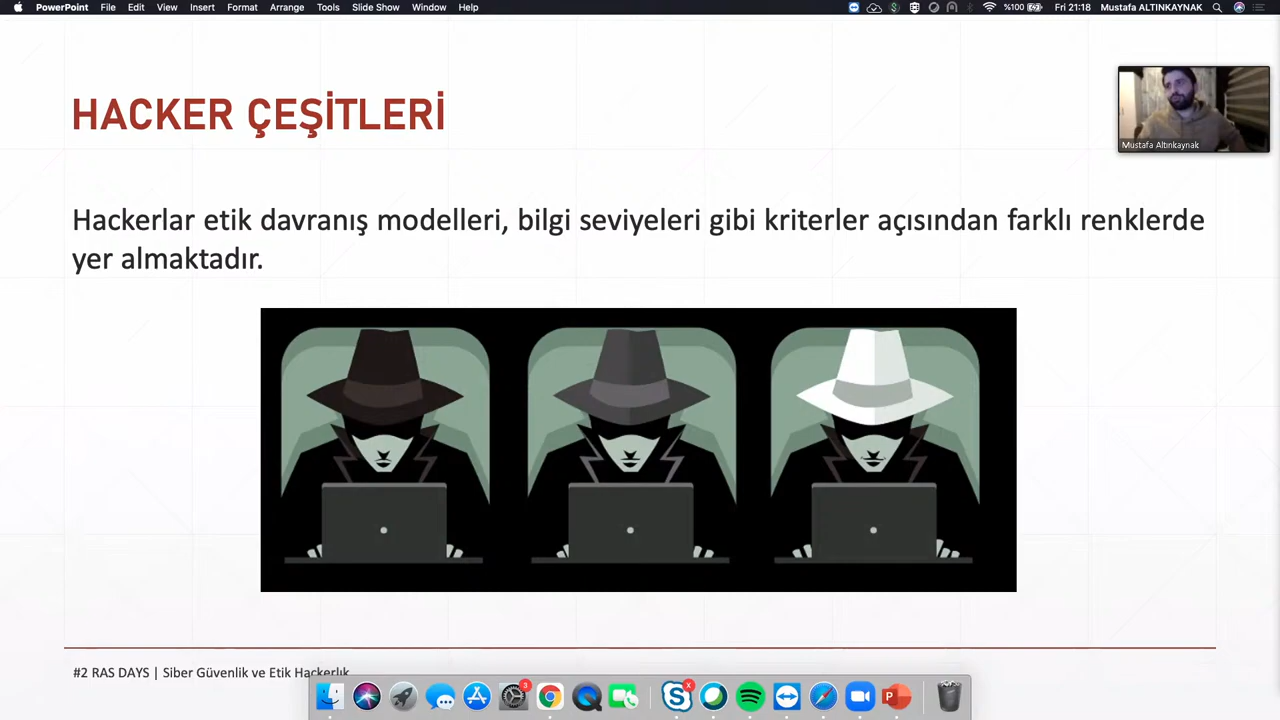 PowerPoint File Edit View Insert Format Arrange Tools Slide Show Window Help %100 Fri 21:18 Mustafa ALTINKAYNAK
HACKER ÇEŞİTLERİ
Mustafa Altınkaynak
Hackerlar etik davranış modelleri, bilgi seviyeleri gibi kriterler açısından farklı renklerde
yer almaktadır.
#2 RAS DAYS | Siber Güvenlik ve Etik Hackerlık
3